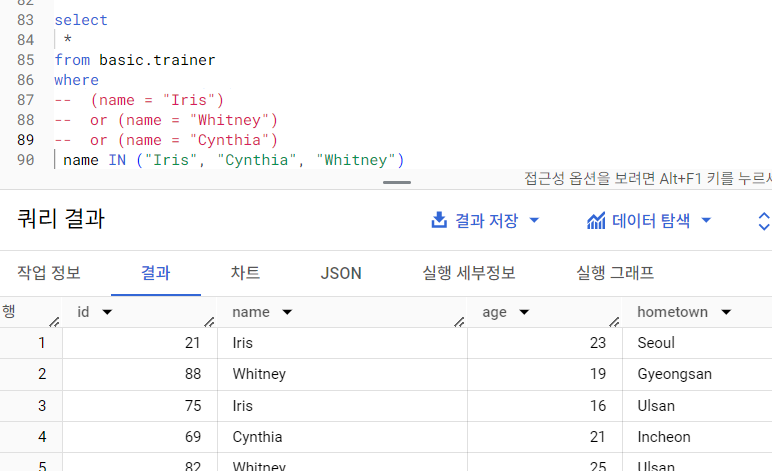 83 select
84 *
85 from basic.trainer
86 where
87 -- (name = "Iris")
88 -- or (name = "Whitney")
89 -- or (name = "Cynthia")
90 name IN ("Iris", "Cynthia", "Whitney")
접근성 옵션을 보려면 Alt+F1 키를 누르세
쿼리 결과 결과 저장 데이터 탐색
작업 정보 결과 차트 JSON 실행 세부정보 실행 그래프
행 id name age hometown
1 21 Iris 23 Seoul
2 88 Whitney 19 Gyeongsan
3 75 Iris 16 Ulsan
4 69 Cynthia 21 Incheon
5 82 Whitney 25 Ulsan